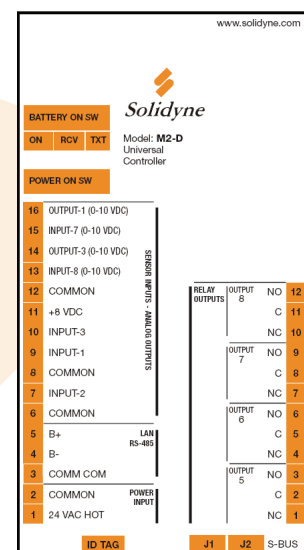 www.solidyne.com
Solidyne
BATTERY ON SW
ON RCV TXT
Model: M2-D
Universal
Controller
POWER ON SW
16 OUTPUT-1 (0-10 VDC)
15 INPUT-7 (0-10 VDC)
14 OUTPUT-3 (0-10 VDC)
13 INPUT-8 (0-10 VDC)
12 COMMON
11 +8 VDC
10 INPUT-3
9 INPUT-1
8 COMMON
7 INPUT-2
6 COMMON
SENSOR INPUTS - ANALOG OUTPUTS
5 B+
4 B-
3 COMM COM
LAN
RS-485
2 COMMON
1 24 VAC HOT
POWER
INPUT
ID TAG
RELAY
OUTPUTS
OUTPUT
8
NO 12
C 11
NC 10
OUTPUT
7
NO 9
C 8
NC 7
OUTPUT
6
NO 6
C 5
NC 4
OUTPUT
5
NO 3
C 2
NC 1
J1 J2 S-BUS